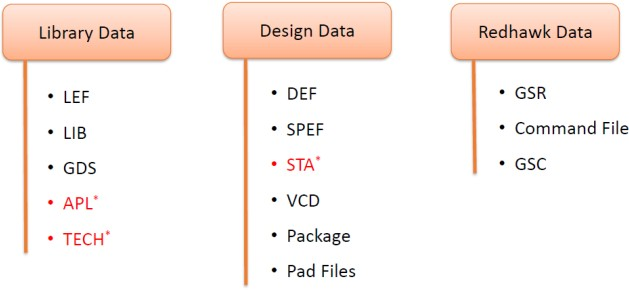 Library Data
• LEF
• LIB
• GDS
• APL*
• TECH*
Design Data
• DEF
• SPEF
• STA*
• VCD
• Package
• Pad Files
Redhawk Data
• GSR
• Command File
• GSC